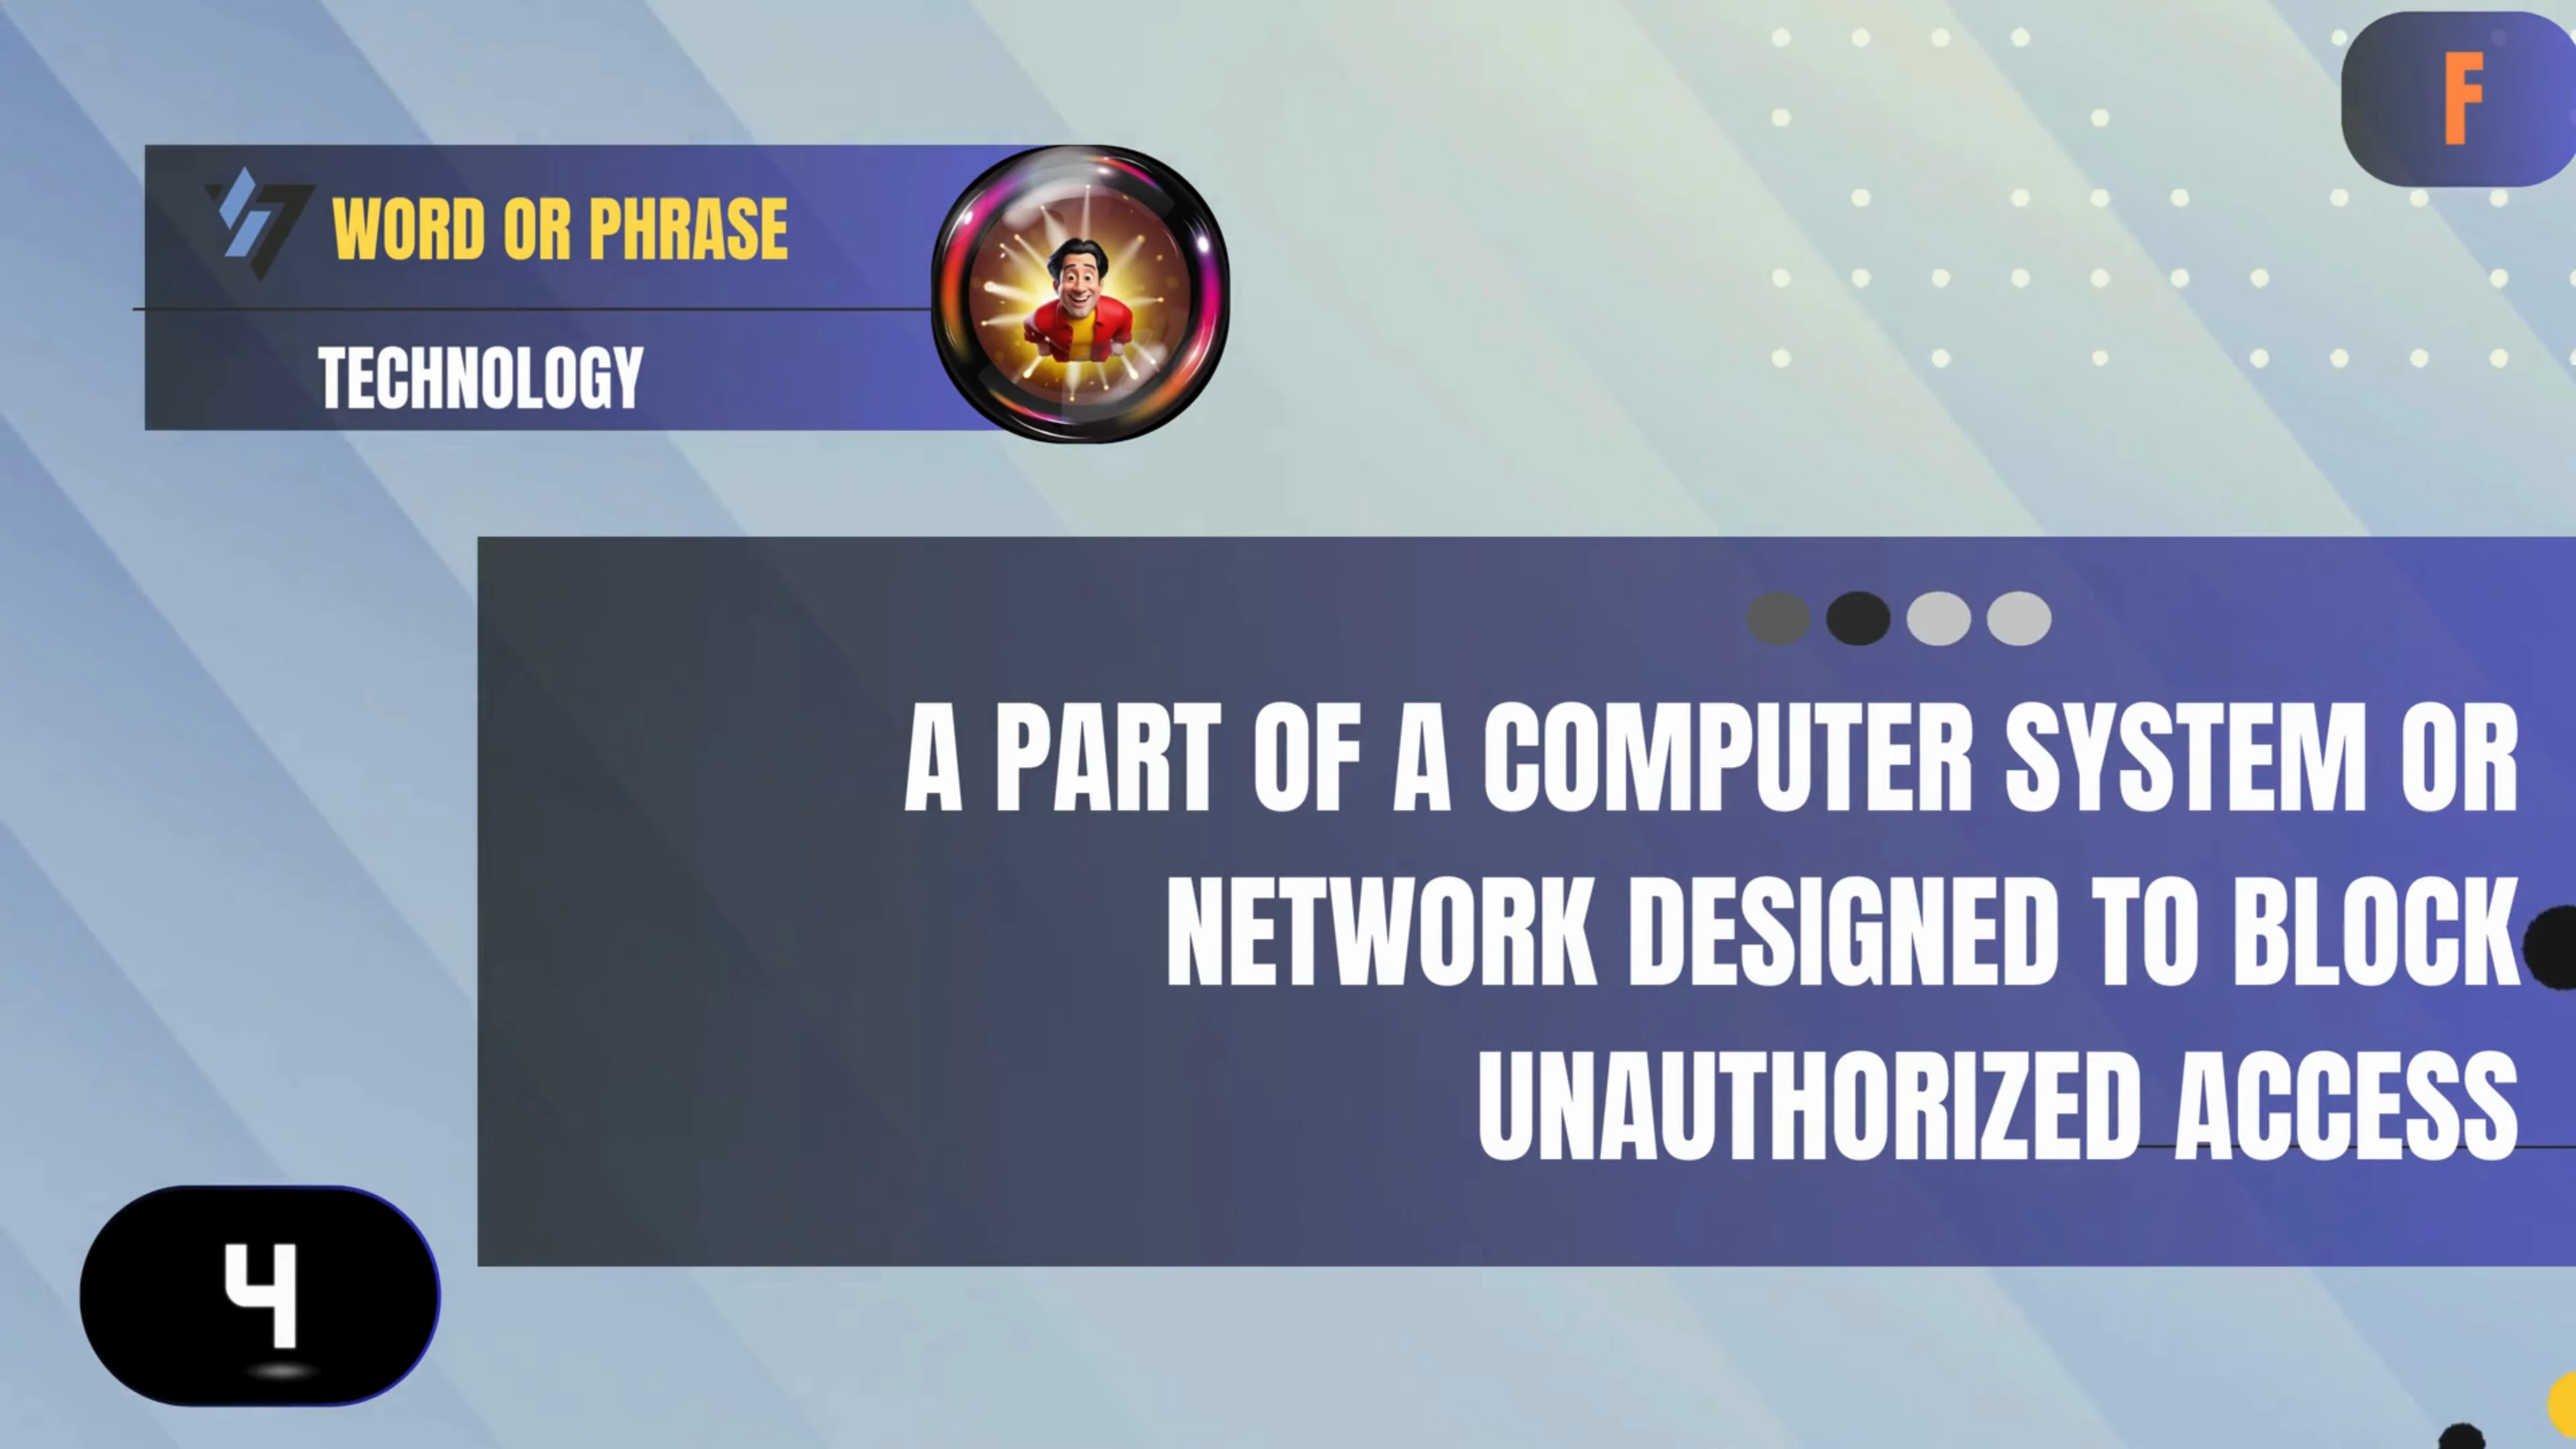 F
WORD OR PHRASE
TECHNOLOGY
A PART OF A COMPUTER SYSTEM OR
NETWORK DESIGNED TO BLOCK
UNAUTHORIZED ACCESS
4